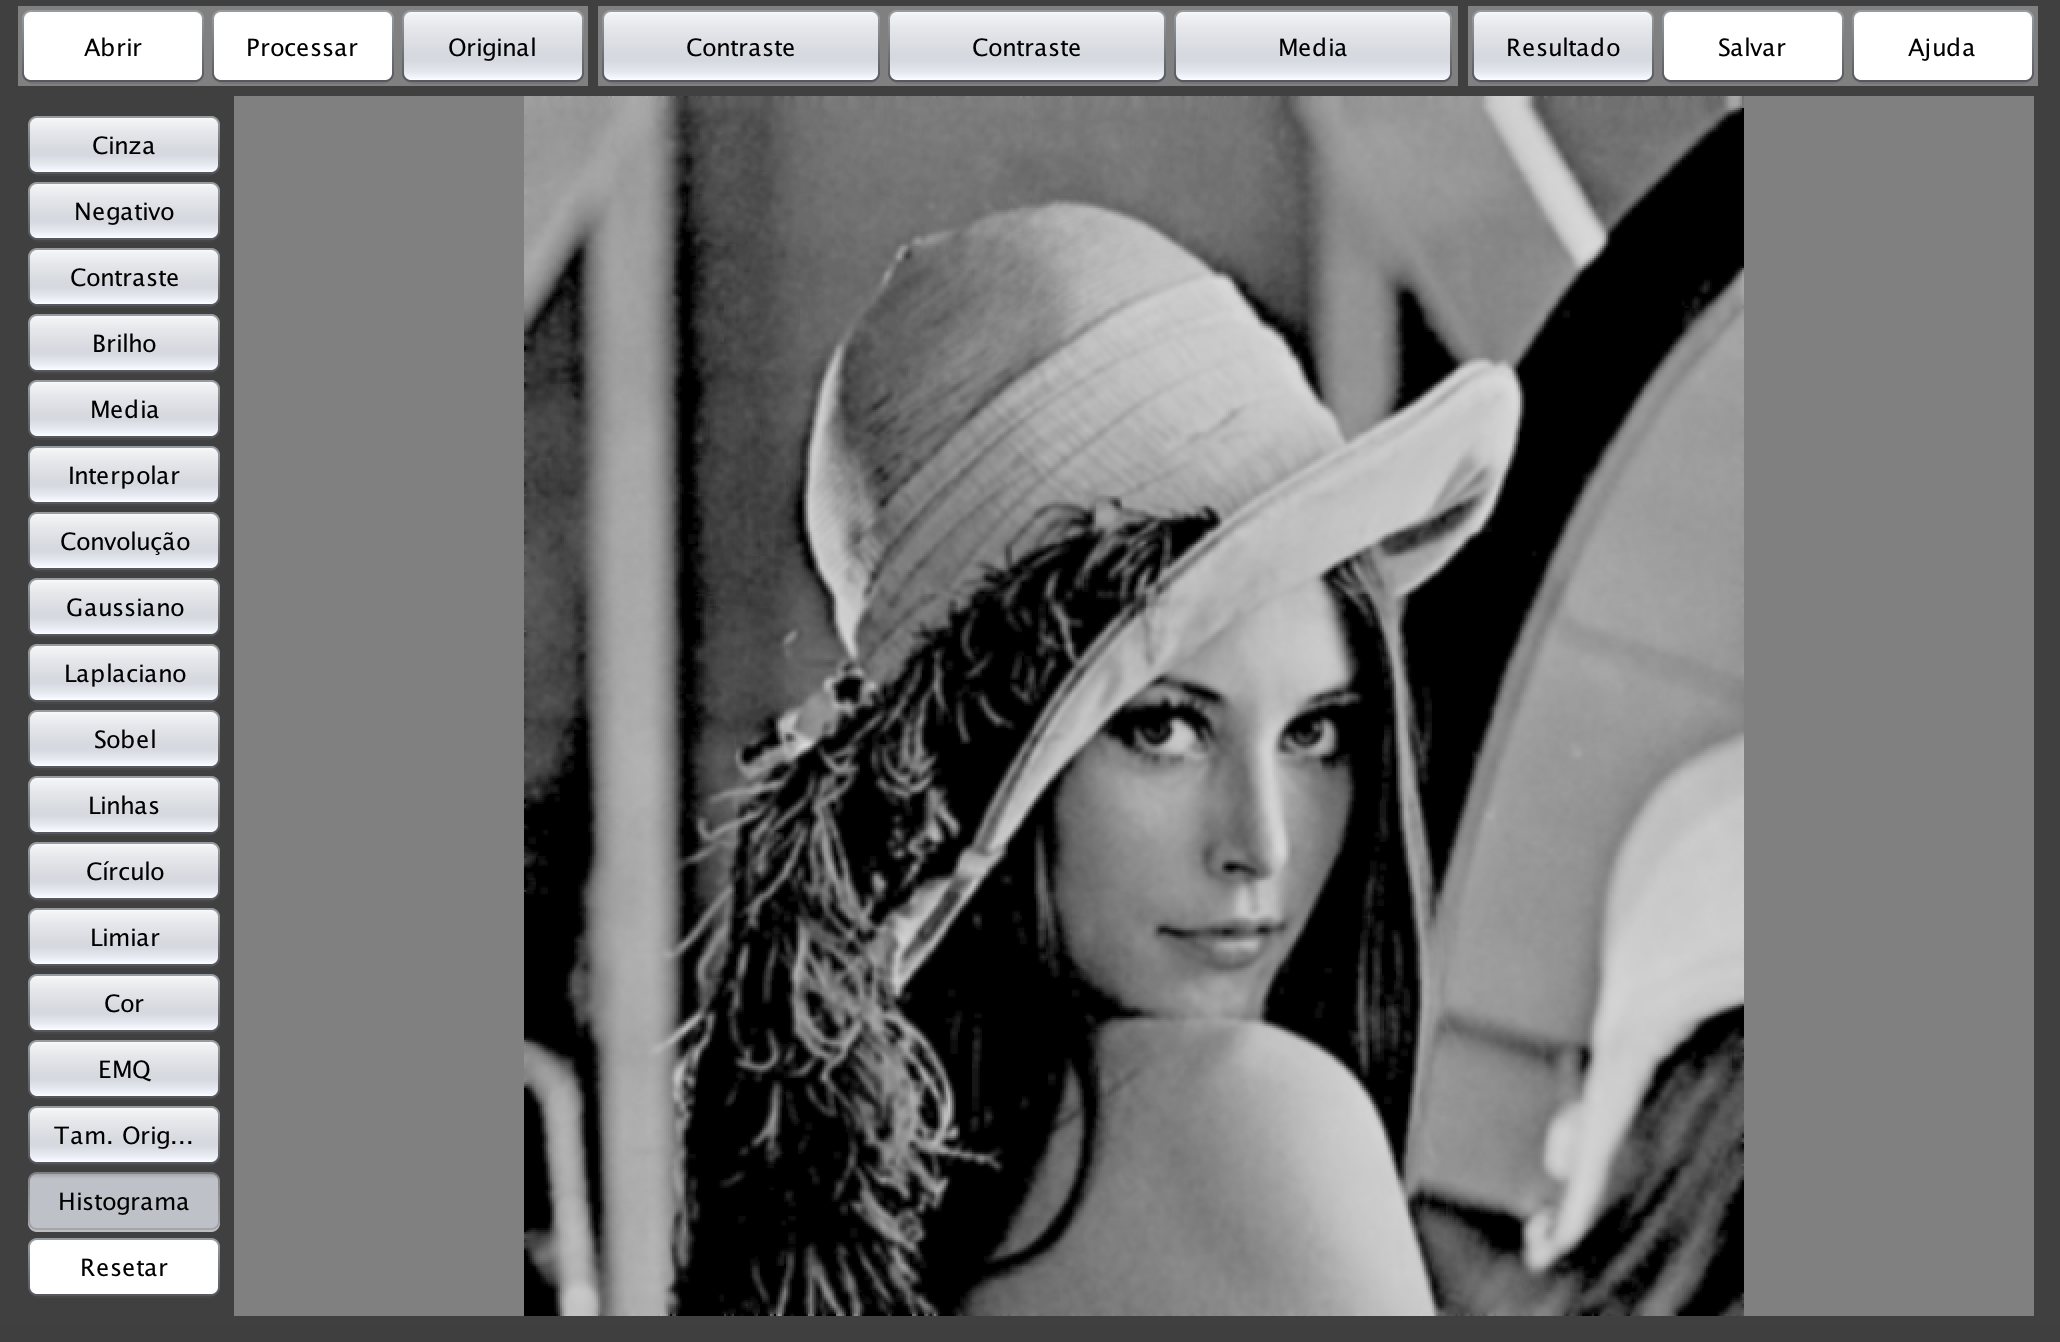 Abrir
Processar
Original
Contraste
Contraste
Media
Resultado
Salvar
Ajuda
Cinza
Negativo
Contraste
Brilho
Media
Interpolar
Convolução
Gaussiano
Laplaciano
Sobel
Linhas
Círculo
Limiar
Cor
EMQ
Tam. Orig...
Histograma
Resetar